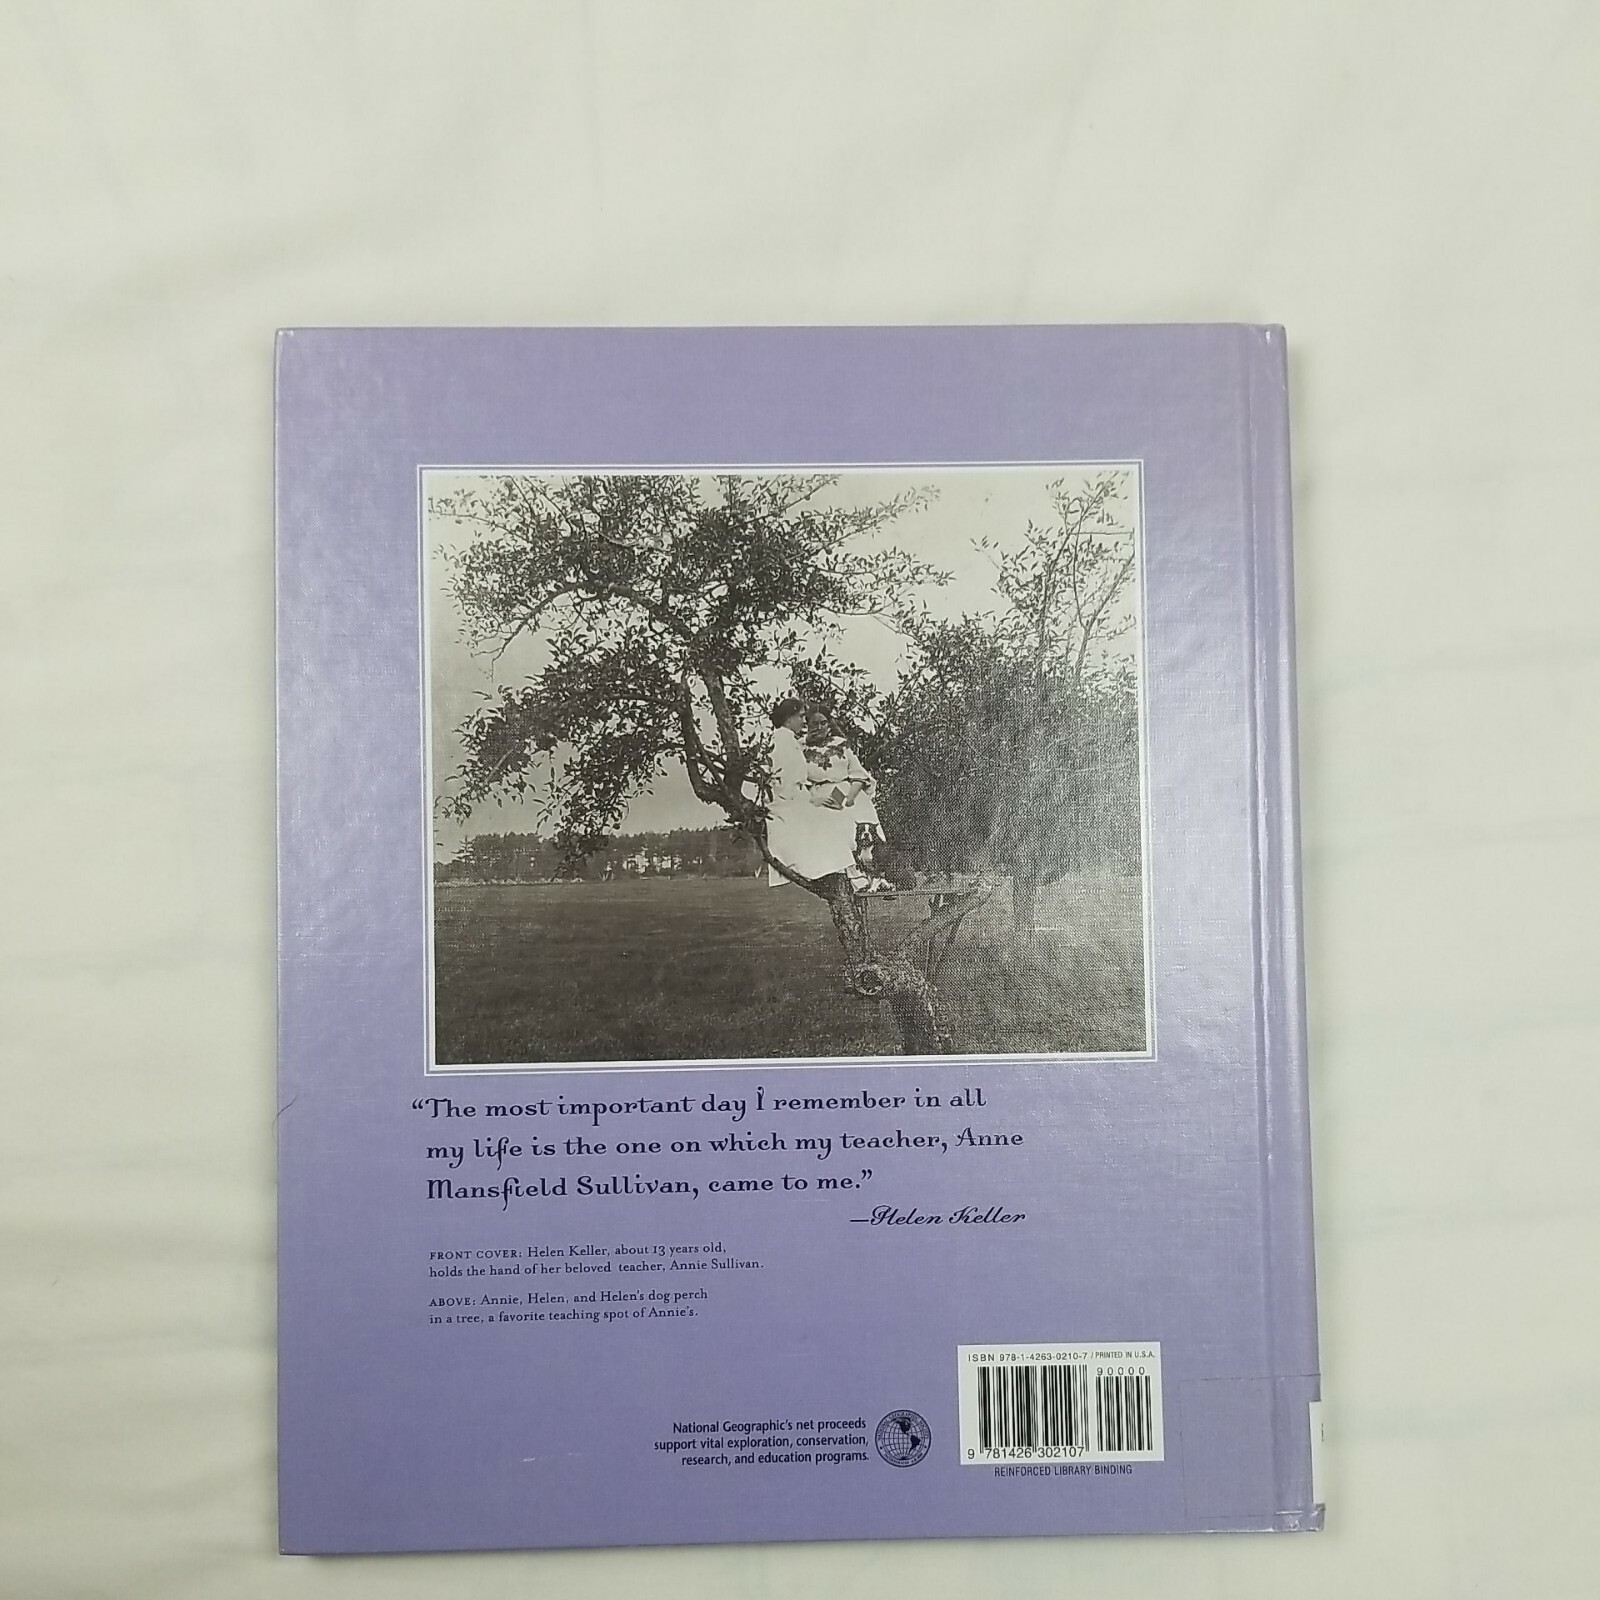 “The most important day I remember in all
my life is the one on which my teacher, Anne
Mansfield Sullivan, came to me.”
—Helen Keller
FRONT COVER: Helen Keller, about 13 years old,
holds the hand of her beloved teacher, Annie Sullivan.
ABOVE: Annie, Helen, and Helen's dog perch
in a tree, a favorite teaching spot of Annie's.
ISBN 978-1-4263-0210-7 / PRINTED IN U.S.A.
90000
9 781426 302107
REINFORCED LIBRARY BINDING
National Geographic's net proceeds
support vital exploration, conservation,
research, and education programs.